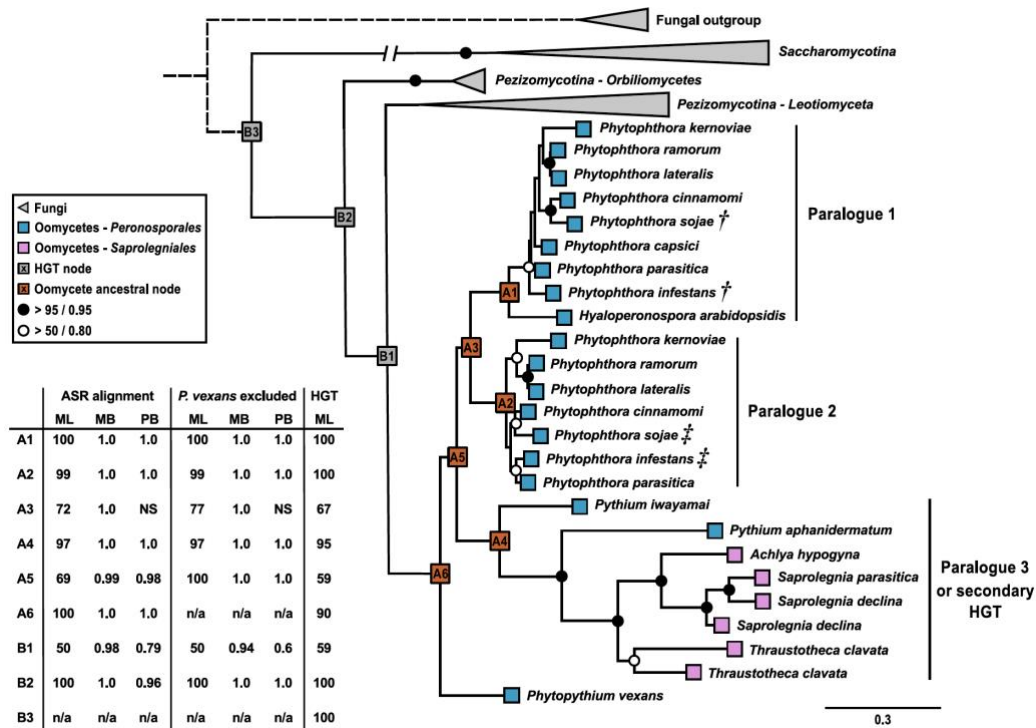 Fungal outgroup
Saccharomycotina
Pezizomycotina - Orbiliomycetes
Pezizomycotina - Leotiomyceta
B3
B2
B1
Phytophthora kernoviae
Phytophthora ramorum
Phytophthora lateralis
Phytophthora cinnamomi
Phytophthora sojae †
Phytophthora capsici
Phytophthora parasitica
Phytophthora infestans †
Hyaloperonospora arabidopsidis
Paralogue 1
A1
A3
Phytophthora kernoviae
Phytophthora ramorum
Phytophthora lateralis
Phytophthora cinnamomi
Phytophthora sojae ‡
Phytophthora infestans ‡
Phytophthora parasitica
Paralogue 2
A2
A5
Pythium iwayamai
Pythium aphanidermatum
Achlya hypogyna
Saprolegnia parasitica
Saprolegnia declina
Saprolegnia declina
Thraustotheca clavata
Thraustotheca clavata
Paralogue 3
or secondary
HGT
A4
A6
Phytopythium vexans
0.3
Fungi
Oomycetes - Peronosporales
Oomycetes - Saprolegniales
X HGT node
X Oomycete ancestral node
> 95 / 0.95
> 50 / 0.80
ASR alignment P. vexans excluded HGT
ML MB PB ML MB PB ML
A1 100 1.0 1.0 100 1.0 1.0 100
A2 99 1.0 1.0 99 1.0 1.0 100
A3 72 1.0 NS 77 1.0 NS 67
A4 97 1.0 1.0 97 1.0 1.0 95
A5 69 0.99 0.98 100 1.0 1.0 59
A6 100 1.0 1.0 n/a n/a n/a 90
B1 50 0.98 0.79 50 0.94 0.6 59
B2 100 1.0 0.96 100 1.0 1.0 100
B3 n/a n/a n/a n/a n/a n/a 100